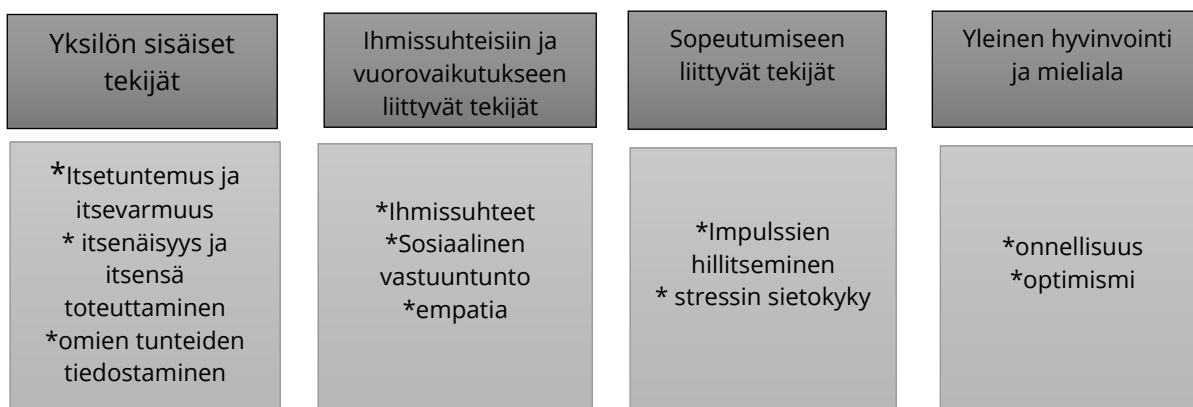 Yksilön sisäiset
tekijät
Ihmissuhteisiin ja
vuorovaikutukseen
liittyvät tekijät
Sopeutumiseen
liittyvät tekijät
Yleinen hyvinvointi
ja mieliala
*Itsetuntemus ja
itsevarmuus
* itsenäisyys ja
itsensä
toteuttaminen
*omien tunteiden
tiedostaminen
*Ihmissuhteet
*Sosiaalinen
vastuuntunto
*empatia
*Impulssien
hillitseminen
* stressin sietokyky
*onnellisuus
*optimismi